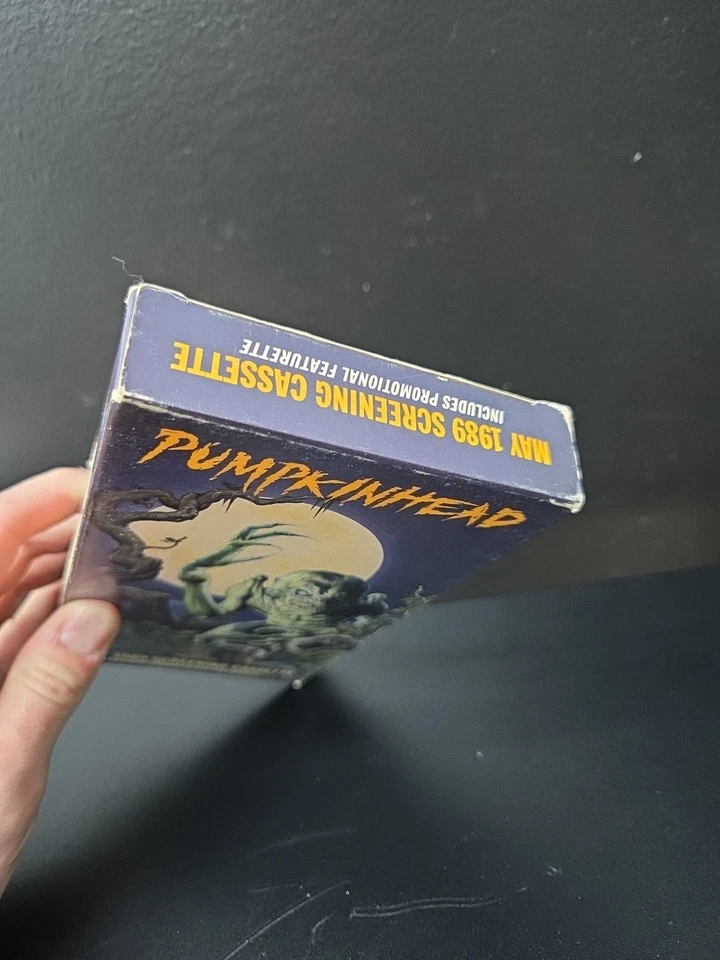 MAY 1989 SCREENING CASSETTE
INCLUDES PROMOTIONAL FEATURETTE
PUMPKINHEAD